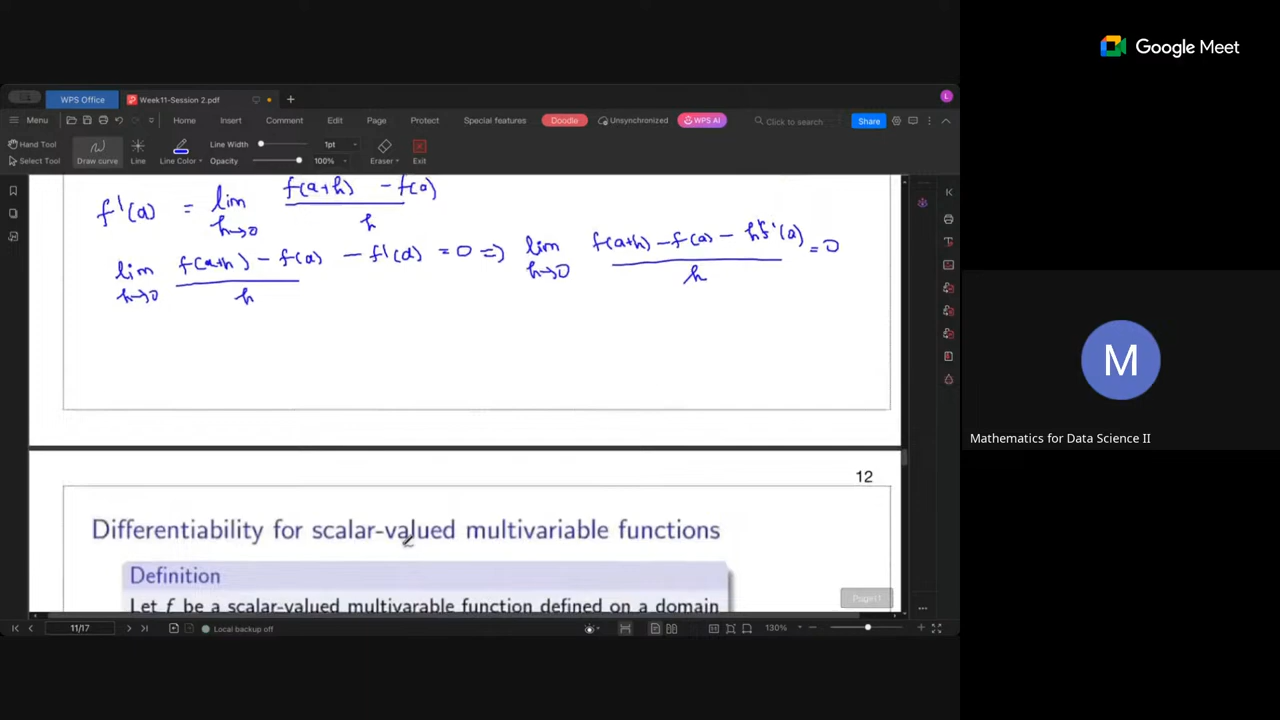 Google Meet
WPS Office
Week11-Session 2.pdf
L
Menu
Home
Insert
Comment
Edit
Page
Protect
Special features
Doodle
Unsynchronized
WPS AI
Click to search
Share
Hand Tool
Select Tool
Draw curve
Line
Line Color
Line Width
1pt
Opacity
100%
Eraser
Exit
f'(a) = lim h→0 f(a+h) - f(a) / h
lim h→0 f(a+h) - f(a) / h - f'(a) = 0 ⇒ lim h→0 f(a+h) - f(a) - hf'(a) / h = 0
12
Differentiability for scalar-valued multivariable functions
Definition
Let f be a scalar-valued multivarable function defined on a domain
Page11
11/17
Local backup off
130%
M
Mathematics for Data Science II